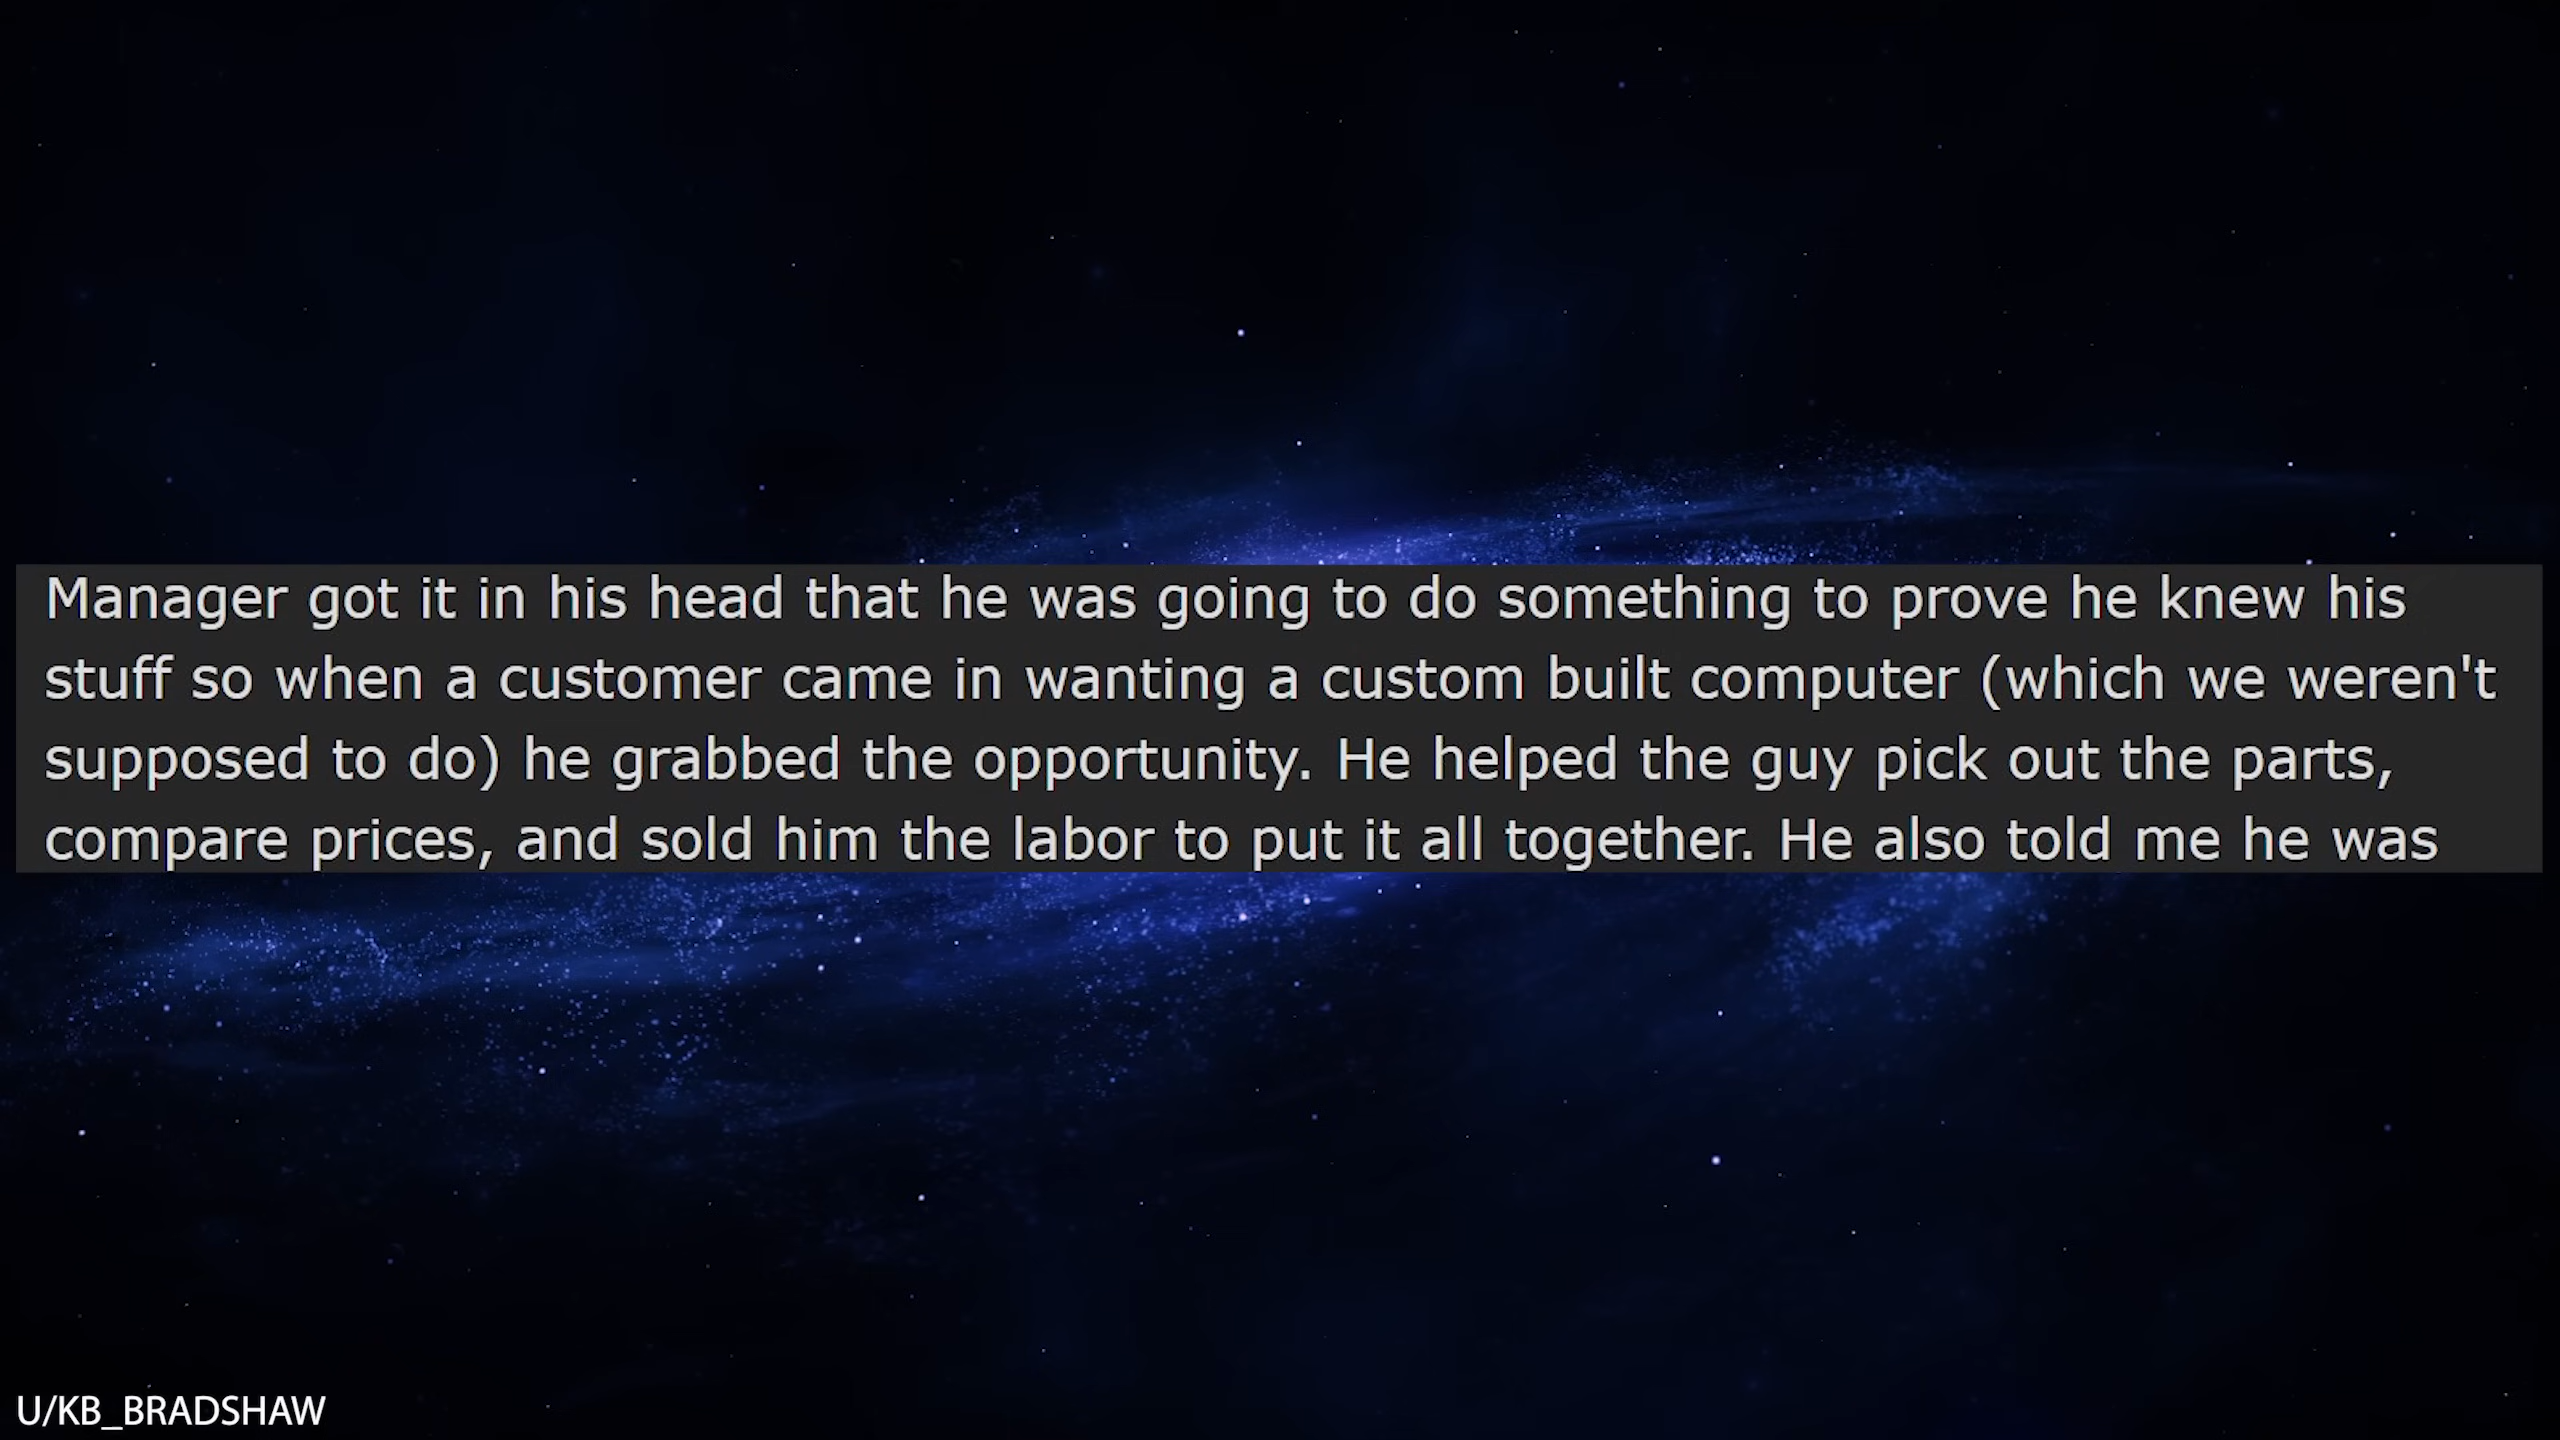 Manager got it in his head that he was going to do something to prove he knew his
stuff so when a customer came in wanting a custom built computer (which we weren't
supposed to do) he grabbed the opportunity. He helped the guy pick out the parts,
compare prices, and sold him the labor to put it all together. He also told me he was
U/KB_BRADSHAW